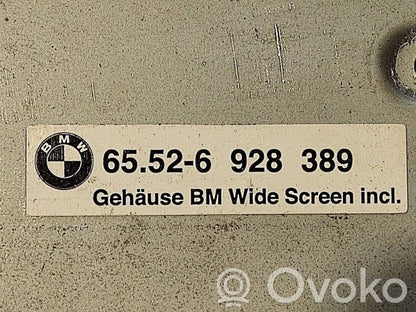 BMW
65.52-6 928 389
Gehäuse BM Wide Screen incl.
Ovoko